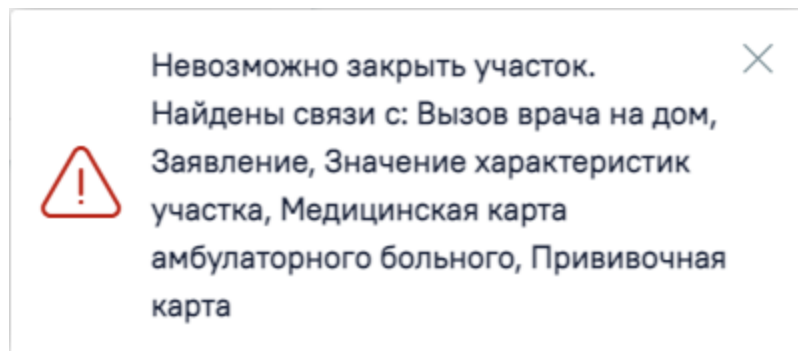 Невозможно закрыть участок.
Найдены связи с: Вызов врача на дом,
Заявление, Значение характеристик
участка, Медицинская карта
амбулаторного больного, Прививочная
карта